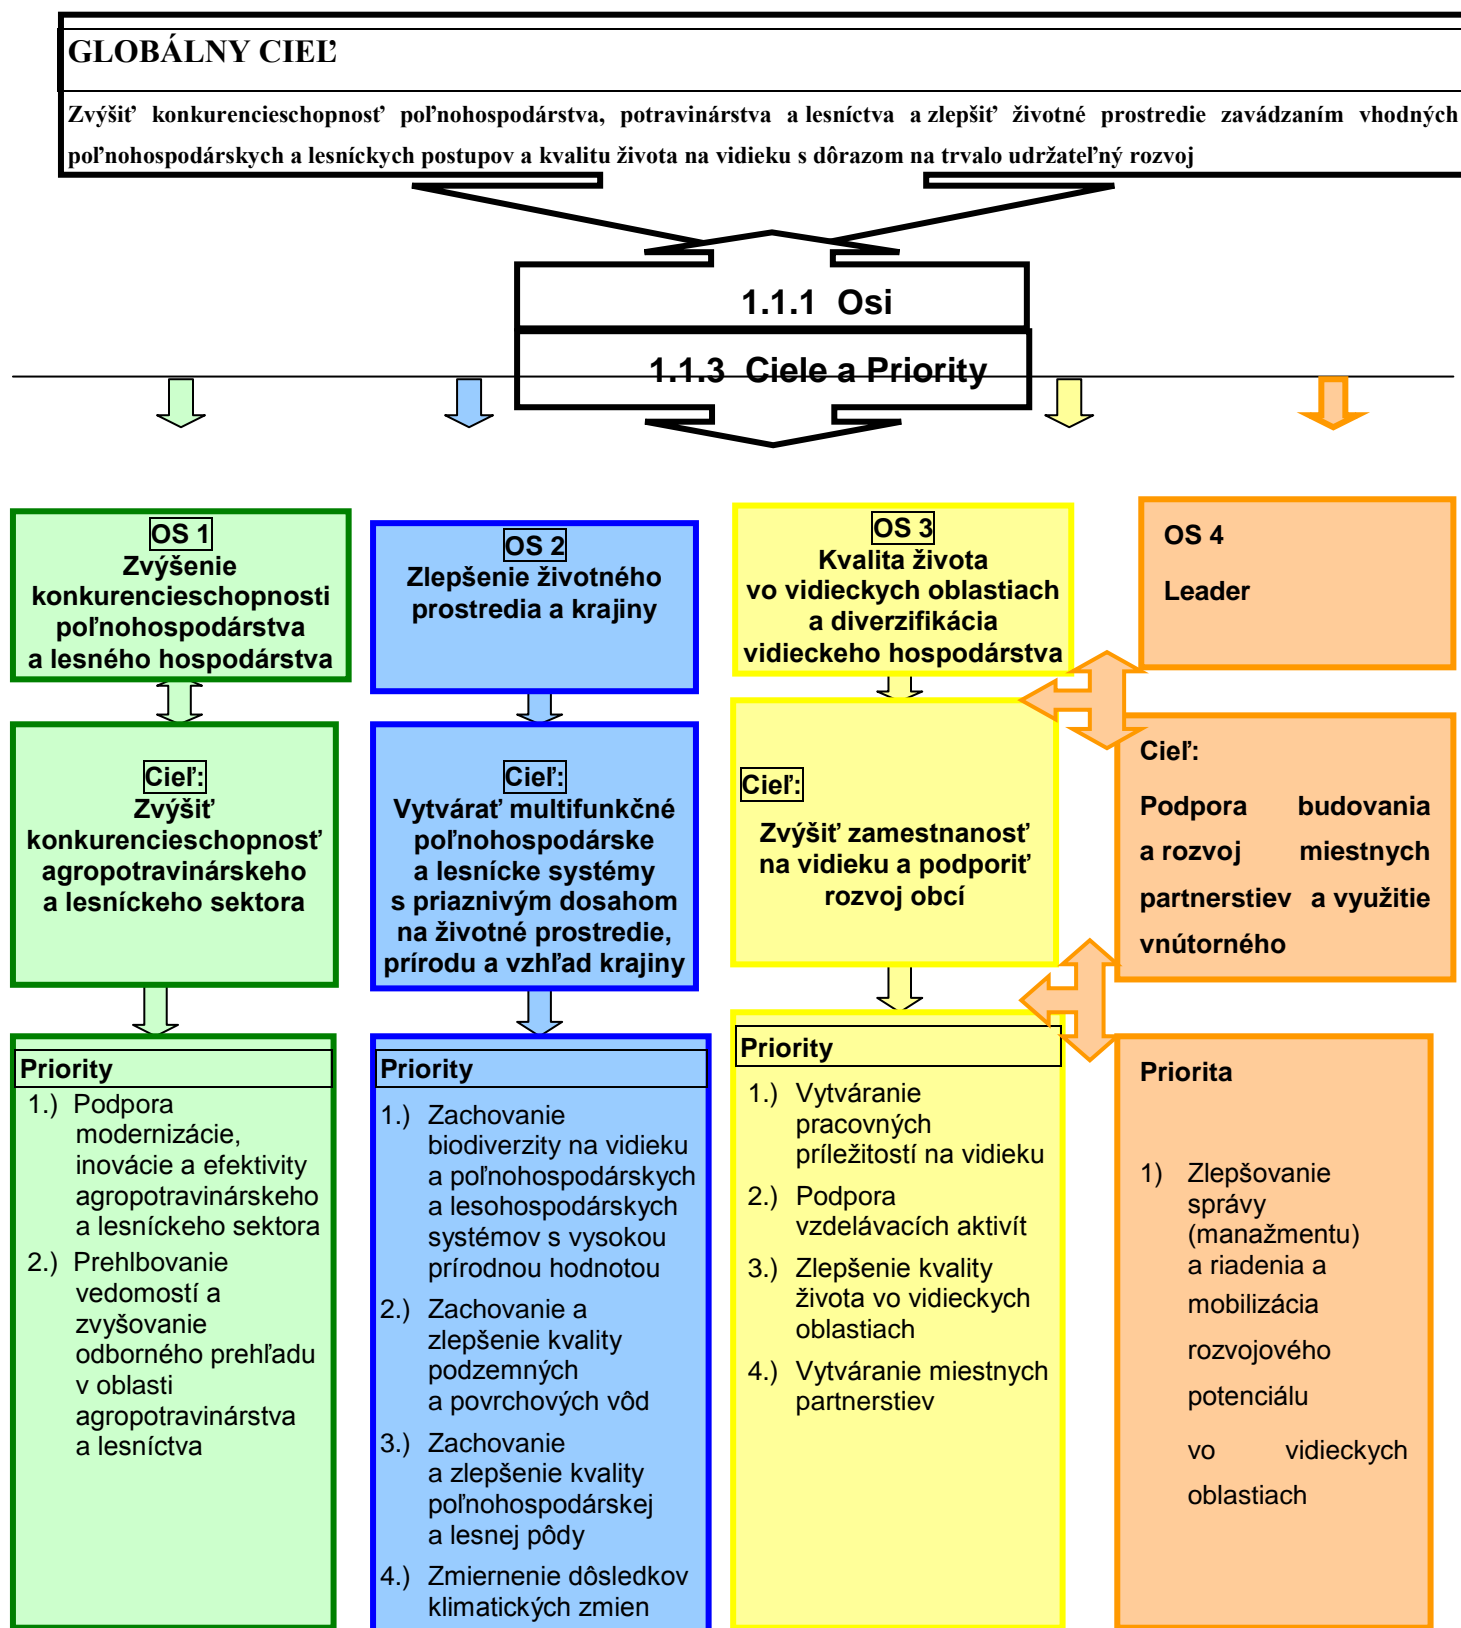 GLOBÁLNY CIEĽ
Zvýšiť konkurencieschopnosť poľnohospodárstva, potravinárstva a lesníctva a zlepšiť životné prostredie zavádzaním vhodných
poľnohospodárskych a lesníckych postupov a kvalitu života na vidieku s dôrazom na trvalo udržateľný rozvoj
1.1.1 Osi
1.1.3 Ciele a Priority
OS 1
Zvýšenie
konkurencieschopnosti
poľnohospodárstva
a lesného hospodárstva
OS 2
Zlepšenie životného
prostredia a krajiny
OS 3
Kvalita života
vo vidieckych oblastiach
a diverzifikácia
vidieckeho hospodárstva
OS 4
Leader
Cieľ:
Zvýšiť
konkurencieschopnosť
agropotravinárskeho
a lesníckeho sektora
Cieľ:
Vytvárať multifunkčné
poľnohospodárske
a lesnícke systémy
s priaznivým dosahom
na životné prostredie,
prírodu a vzhľad krajiny
Cieľ:
Zvýšiť zamestnanosť
na vidieku a podporiť
rozvoj obcí
Cieľ:
Podpora budovania
a rozvoj miestnych
partnerstiev a využitie
vnútorného
Priority
1.) Podpora
modernizácie,
inovácie a efektivity
agropotravinárskeho
a lesníckeho sektora
2.) Prehlbovanie
vedomostí a
zvyšovanie
odborného prehľadu
v oblasti
agropotravinárstva
a lesníctva
Priority
1.) Zachovanie
biodiverzity na vidieku
a poľnohospodárskych
a lesohospodárskych
systémov s vysokou
prírodnou hodnotou
2.) Zachovanie a
zlepšenie kvality
podzemných
a povrchových vôd
3.) Zachovanie
a zlepšenie kvality
poľnohospodárskej
a lesnej pôdy
4.) Zmiernenie dôsledkov
klimatických zmien
Priority
1.) Vytváranie
pracovných
príležitostí na vidieku
2.) Podpora
vzdelávacích aktivít
3.) Zlepšenie kvality
života vo vidieckych
oblastiach
4.) Vytváranie miestnych
partnerstiev
Priorita
1) Zlepšovanie
správy
(manažmentu)
a riadenia a
mobilizácia
rozvojového
potenciálu
vo vidieckych
oblastiach